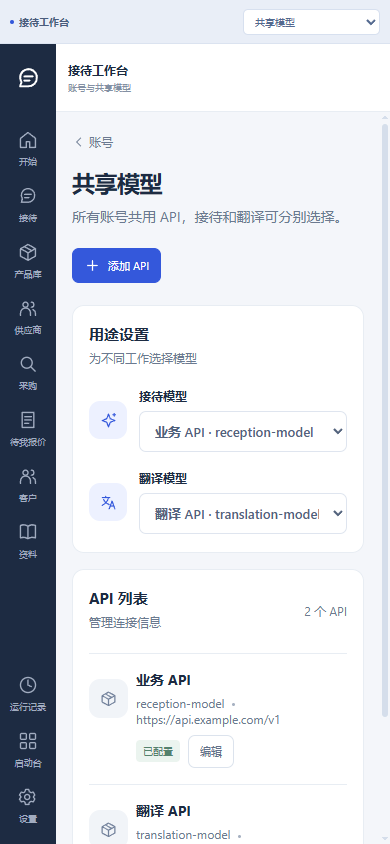 接待工作台
共享模型
接待工作台
账号与共享模型
开始
接待
产品库
供应商
采购
待我报价
客户
资料
运行记录
启动台
设置
账号
共享模型
所有账号共用 API，接待和翻译可分别选择。
添加 API
用途设置
为不同工作选择模型
接待模型
业务 API · reception-model
翻译模型
翻译 API · translation-model
API 列表
管理连接信息
2 个 API
业务 API
reception-model •
https://api.example.com/v1
已配置
编辑
翻译 API
translation-model •